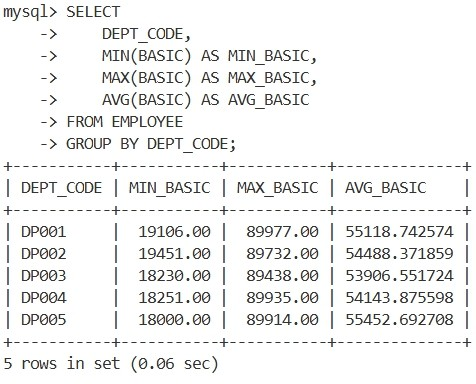 mysql> SELECT
    ->     DEPT_CODE,
    ->     MIN(BASIC) AS MIN_BASIC,
    ->     MAX(BASIC) AS MAX_BASIC,
    ->     AVG(BASIC) AS AVG_BASIC
    -> FROM EMPLOYEE
    -> GROUP BY DEPT_CODE;
+-----------+-----------+-----------+--------------+
| DEPT_CODE | MIN_BASIC | MAX_BASIC | AVG_BASIC    |
+-----------+-----------+-----------+--------------+
| DP001     |  19106.00 |  89977.00 | 55118.742574 |
| DP002     |  19451.00 |  89732.00 | 54488.371859 |
| DP003     |  18230.00 |  89438.00 | 53906.551724 |
| DP004     |  18251.00 |  89935.00 | 54143.875598 |
| DP005     |  18000.00 |  89914.00 | 55452.692708 |
+-----------+-----------+-----------+--------------+
5 rows in set (0.06 sec)